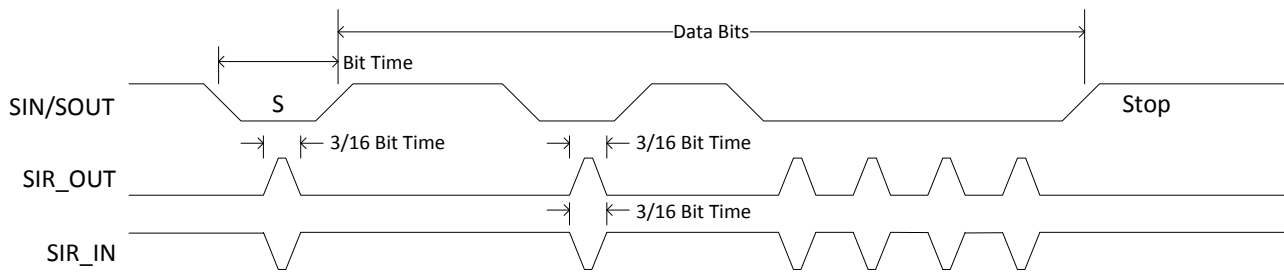 Data Bits
Bit Time
SIN/SOUT
S
Stop
3/16 Bit Time
3/16 Bit Time
SIR_OUT
3/16 Bit Time
SIR_IN